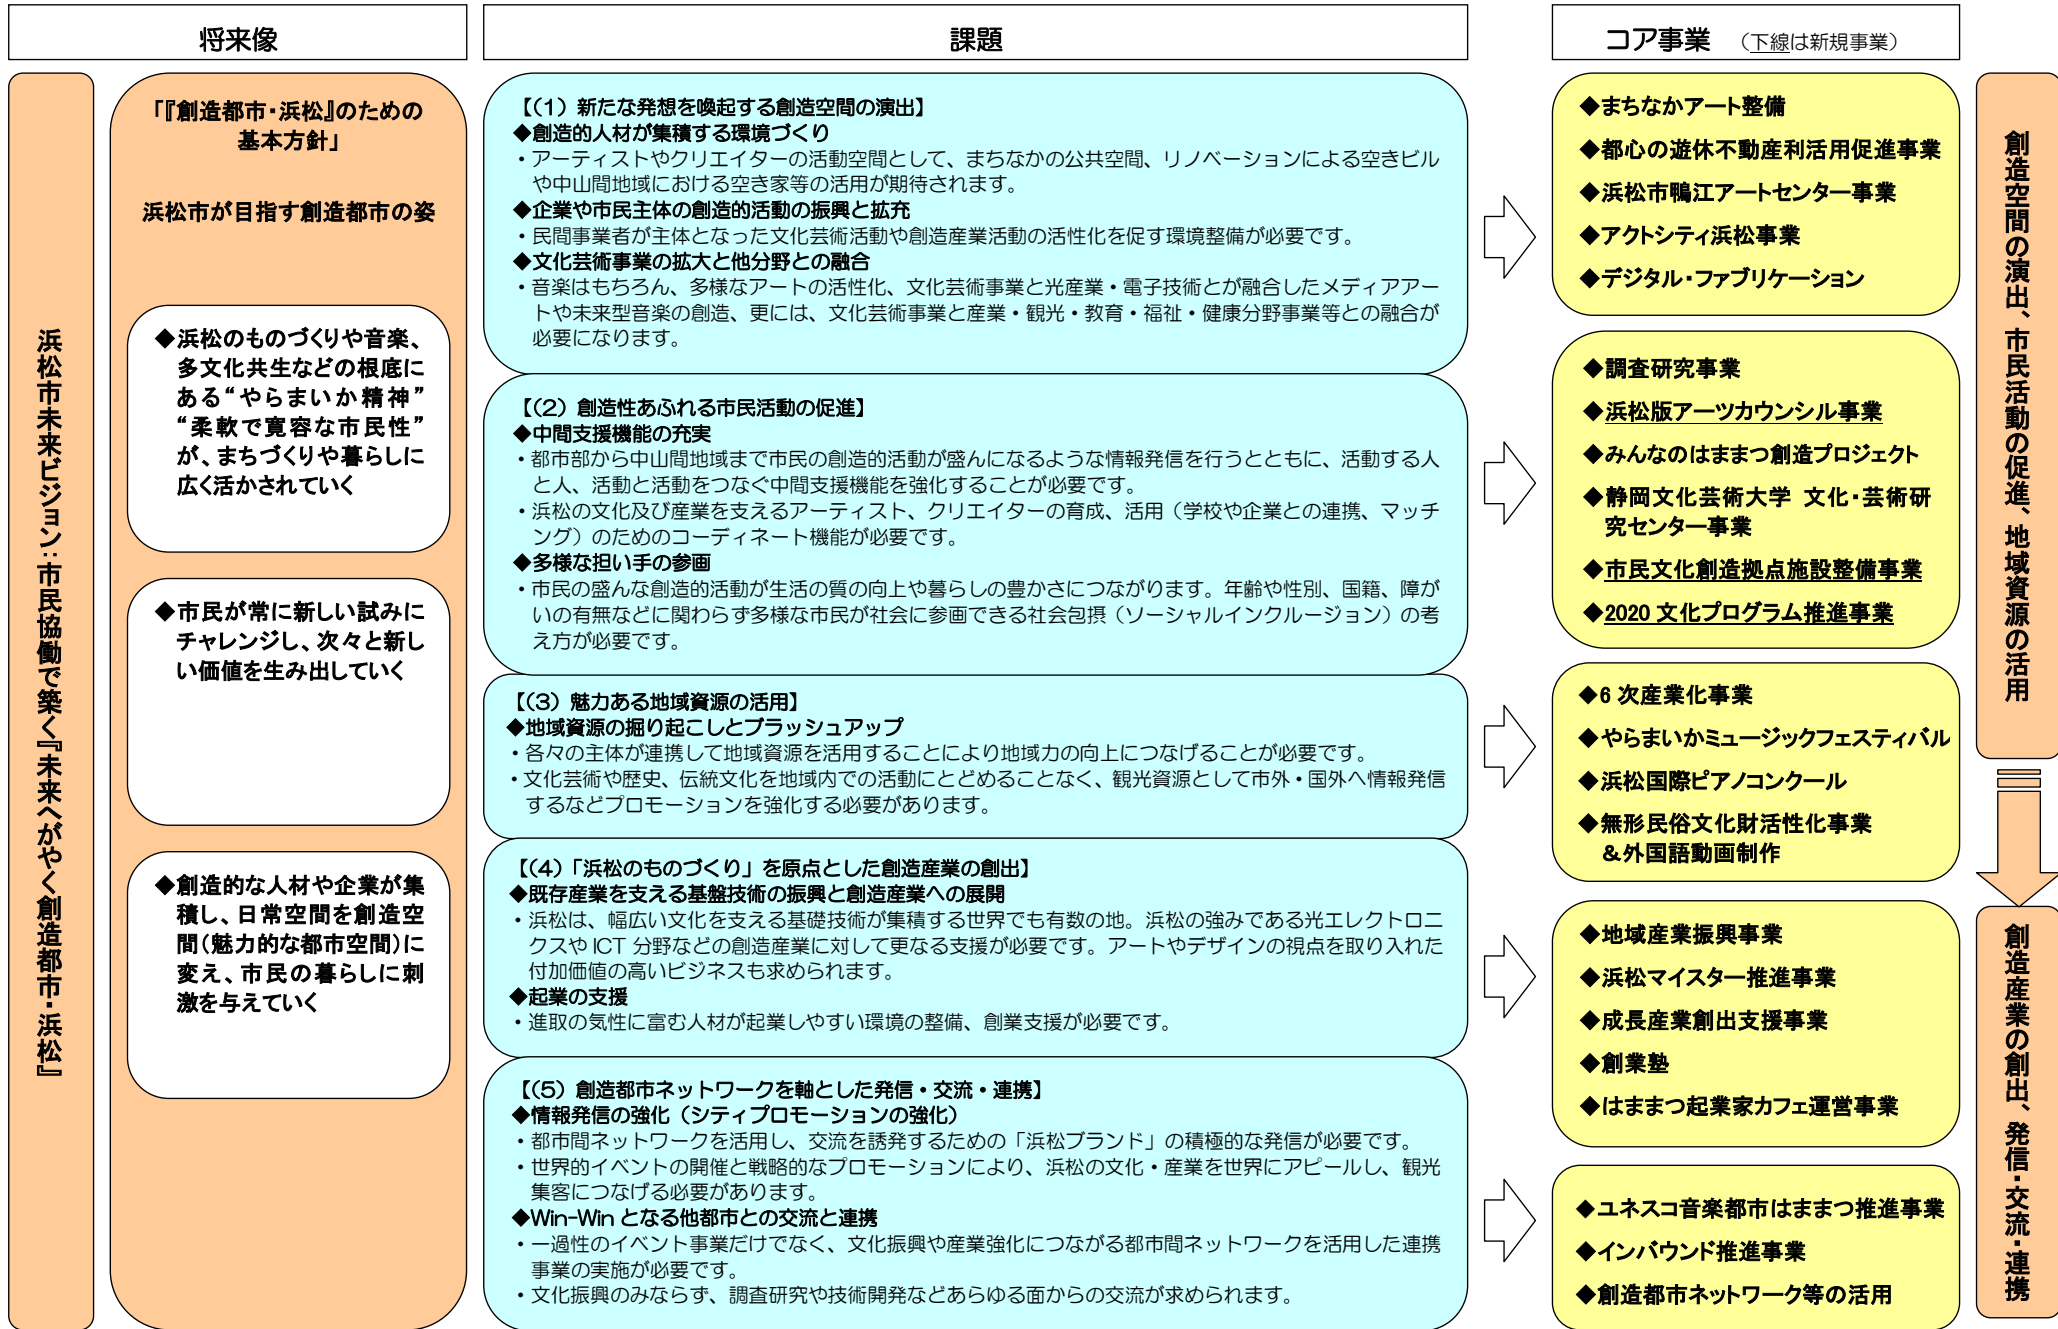 将来像
浜松市未来ビジョン:市民協働で築く『未来へかがやく創造都市・浜松』
「『創造都市・浜松』のための
基本方針」
浜松市が目指す創造都市の姿
◆浜松のものづくりや音楽、
多文化共生などの根底に
ある“やらまいか精神”
“柔軟で寛容な市民性”
が、まちづくりや暮らしに
広く活かされていく
◆市民が常に新しい試みに
チャレンジし、次々と新し
い価値を生み出していく
◆創造的な人材や企業が集
積し、日常空間を創造空
間(魅力的な都市空間)に
変え、市民の暮らしに刺
激を与えていく
課題
【(1)新たな発想を喚起する創造空間の演出】
◆創造的人材が集積する環境づくり
・アーティストやクリエイターの活動空間として、まちなかの公共空間、リノベーションによる空きビル
や中山間地域における空き家等の活用が期待されます。
◆企業や市民主体の創造的活動の振興と拡充
・民間事業者が主体となった文化芸術活動や創造産業活動の活性化を促す環境整備が必要です。
◆文化芸術事業の拡大と他分野との融合
・音楽はもちろん、多様なアートの活性化、文化芸術事業と光産業・電子技術とが融合したメディアアー
トや未来型音楽の創造、更には、文化芸術事業と産業・観光・教育・福祉・健康分野事業等との融合が
必要になります。
【(2)創造性あふれる市民活動の促進】
◆中間支援機能の充実
・都市部から中山間地域まで市民の創造的活動が盛んになるような情報発信を行うとともに、活動する人
と人、活動と活動をつなぐ中間支援機能を強化することが必要です。
・浜松の文化及び産業を支えるアーティスト、クリエイターの育成、活用(学校や企業との連携、マッチ
ング)のためのコーディネート機能が必要です。
◆多様な担い手の参画
・市民の盛んな創造的活動が生活の質の向上や暮らしの豊かさにつながります。年齢や性別、国籍、障が
いの有無などに関わらず多様な市民が社会に参画できる社会包摂(ソーシャルインクルージョン)の考
え方が必要です。
【(3)魅力ある地域資源の活用】
◆地域資源の掘り起こしとブラッシュアップ
・各々の主体が連携して地域資源を活用することにより地域力の向上につなげることが必要です。
・文化芸術や歴史、伝統文化を地域内での活動にとどめることなく、観光資源として市外・国外へ情報発信
するなどプロモーションを強化する必要があります。
【(4)「浜松のものづくり」を原点とした創造産業の創出】
◆既存産業を支える基盤技術の振興と創造産業への展開
・浜松は、幅広い文化を支える基礎技術が集積する世界でも有数の地。浜松の強みである光エレクトロニ
クスや ICT 分野などの創造産業に対して更なる支援が必要です。アートやデザインの視点を取り入れた
付加価値の高いビジネスも求められます。
◆起業の支援
・進取の気性に富む人材が起業しやすい環境の整備、創業支援が必要です。
【(5)創造都市ネットワークを軸とした発信・交流・連携】
◆情報発信の強化(シティプロモーションの強化)
・都市間ネットワークを活用し、交流を誘発するための「浜松ブランド」の積極的な発信が必要です。
・世界的イベントの開催と戦略的なプロモーションにより、浜松の文化・産業を世界にアピールし、観光
集客につなげる必要があります。
◆Win-Win となる他都市との交流と連携
・一過性のイベント事業だけでなく、文化振興や産業強化につながる都市間ネットワークを活用した連携
事業の実施が必要です。
・文化振興のみならず、調査研究や技術開発などあらゆる面からの交流が求められます。
コア事業 (下線は新規事業)
◆まちなかアート整備
◆都心の遊休不動産利活用促進事業
◆浜松市鴨江アートセンター事業
◆アクトシティ浜松事業
◆デジタル・ファブリケーション
◆調査研究事業
◆浜松版アーツカウンシル事業
◆みんなのはままつ創造プロジェクト
◆静岡文化芸術大学 文化・芸術研
究センター事業
◆市民文化創造拠点施設整備事業
◆2020 文化プログラム推進事業
◆6 次産業化事業
◆やらまいかミュージックフェスティバル
◆浜松国際ピアノコンクール
◆無形民俗文化財活性化事業
&外国語動画制作
◆地域産業振興事業
◆浜松マイスター推進事業
◆成長産業創出支援事業
◆創業塾
◆はままつ起業家カフェ運営事業
◆ユネスコ音楽都市はままつ推進事業
◆インバウンド推進事業
◆創造都市ネットワーク等の活用
創造空間の演出、市民活動の促進、地域資源の活用
創造産業の創出、発信・交流・連携